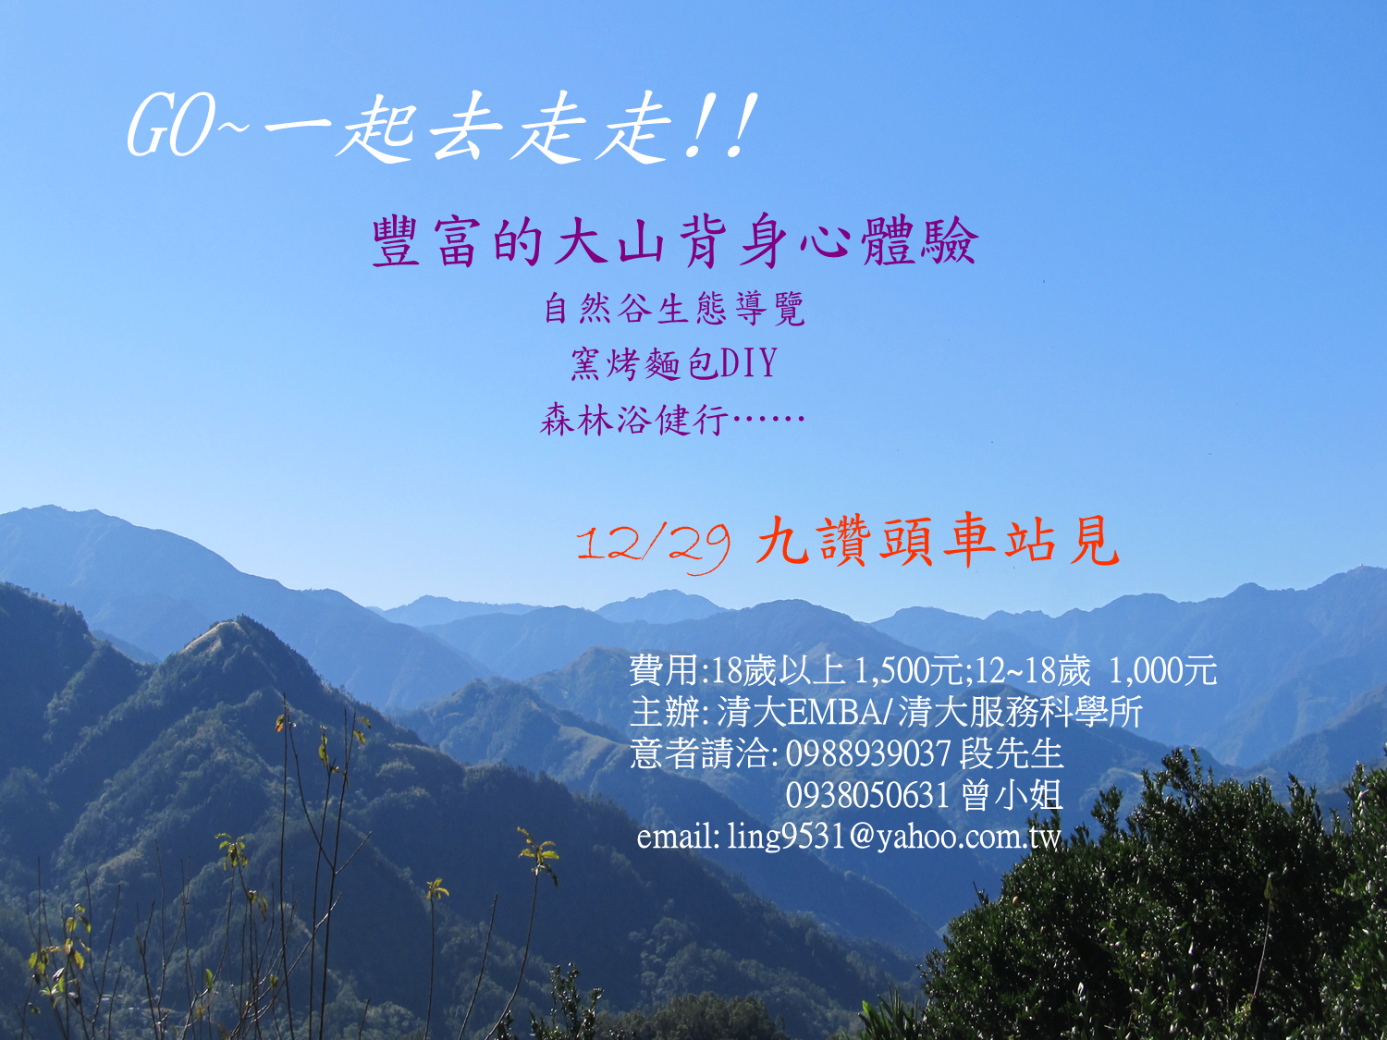 GO~一起去走走!!
豐富的大山背身心體驗
自然谷生態導覽
窯烤麵包DIY
森林浴健行……
12/29 九讚頭車站見
費用:18歲以上 1,500元;12~18歲 1,000元
主辦: 清大EMBA/ 清大服務科學所
意者請洽: 0988939037 段先生
0938050631 曾小姐
email: ling9531@yahoo.com.tw